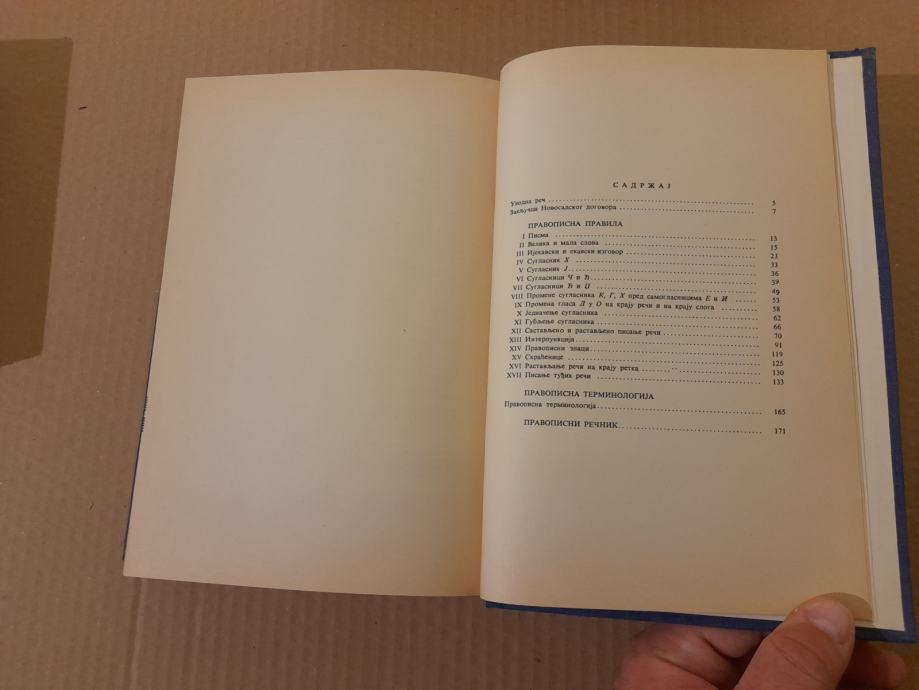 САДРЖАЈ
Уводна реч 5
Закључци Новосадског договора 7
ПРАВОПИСНА ПРАВИЛА
I Писма 13
II Велика и мала слова 15
III Ијекавски и екавски изговор 23
IV Сугласник Х 33
V Сугласник Ј 36
VI Сугласници Ч и Ћ 39
VII Сугласници Ђ и Џ 49
VIII Промене сугласника К, Г, Х пред самогласницима Е и И 53
IX Промена гласа Л у О на крају речи и на крају слога 58
X Једначење сугласника 62
XI Губљење сугласника 66
XII Састављено и растављено писање речи 70
XIII Интерпункција 91
XIV Правописни знаци 119
XV Скраћенице 125
XVI Растављање речи на крају ретка 130
XVII Писање туђих речи 133
ПРАВОПИСНА ТЕРМИНОЛОГИЈА
Правописна терминологија 165
ПРАВОПИСНИ РЕЧНИК 171